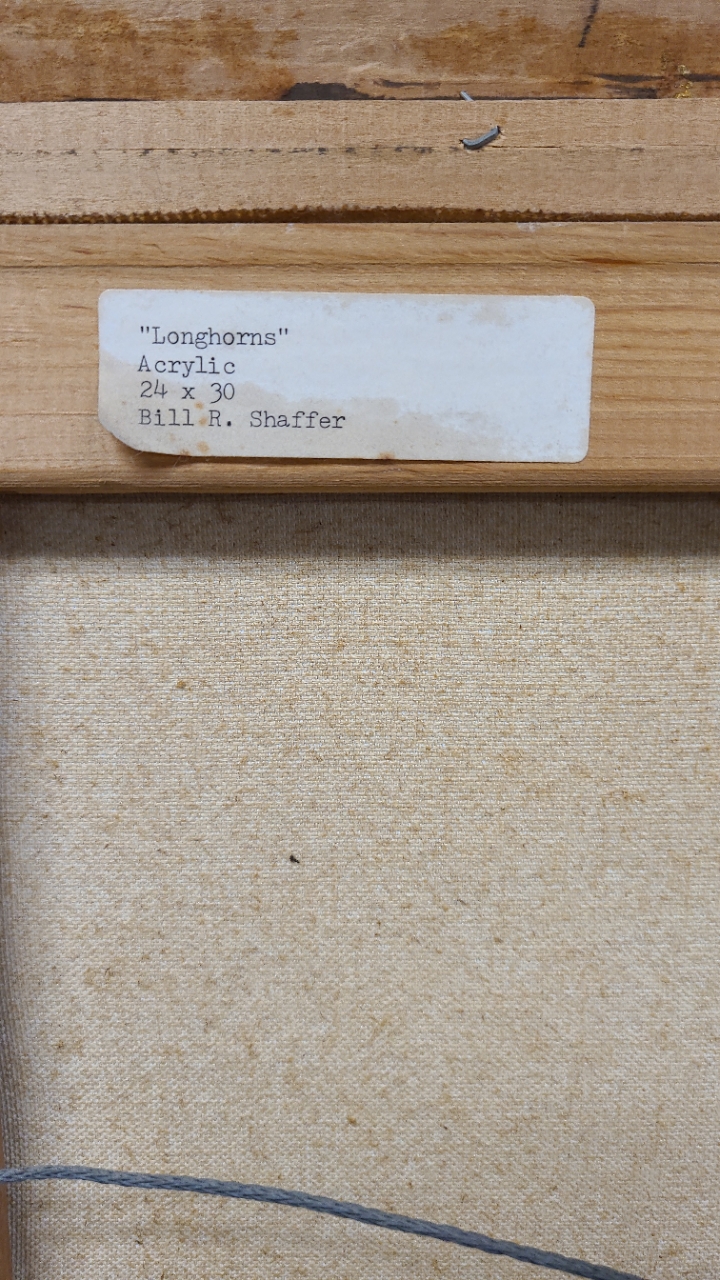 "Longhorns"
Acrylic
24 x 30
Bill R. Shaffer